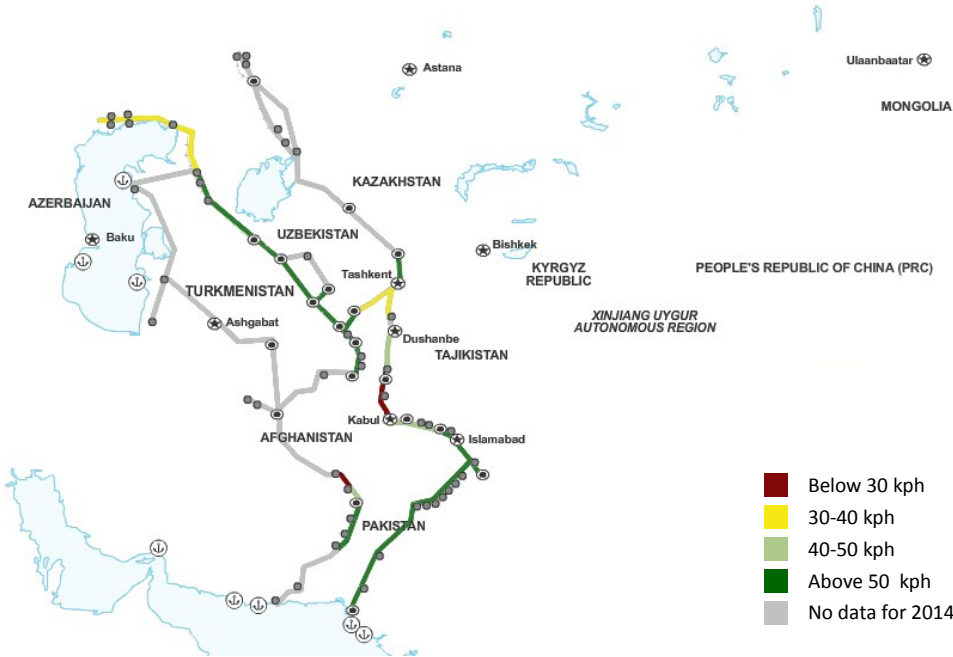 Astana
Ulaanbaatar
MONGOLIA
KAZAKHSTAN
AZERBAIJAN
Baku
UZBEKISTAN
Bishkek
KYRGYZ
REPUBLIC
PEOPLE'S REPUBLIC OF CHINA (PRC)
Tashkent
TURKMENISTAN
XINJIANG UYGUR
AUTONOMOUS REGION
Ashgabat
Dushanbe
TAJIKISTAN
Kabul
AFGHANISTAN
Islamabad
PAKISTAN
Below 30 kph
30-40 kph
40-50 kph
Above 50 kph
No data for 2014